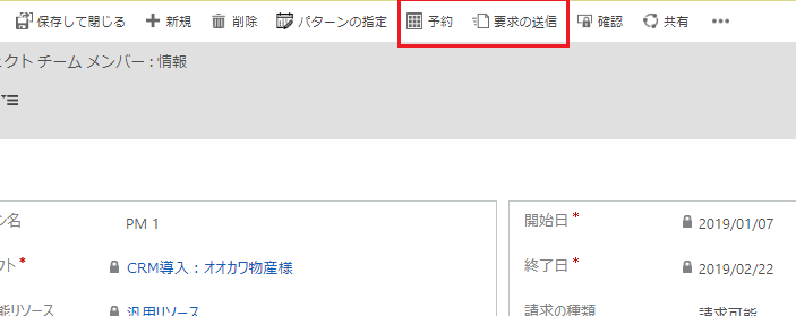 保存して閉じる 新規 削除 パターンの指定 予約 要求の送信 確認 共有 •••
ェクト チーム メンバー : 情報
ン名 PM 1
クト* CRM導入：オオカワ物産様
能リソース 汎用リソース
開始日* 2019/01/07
終了日* 2019/02/22
請求の種類 請求可能